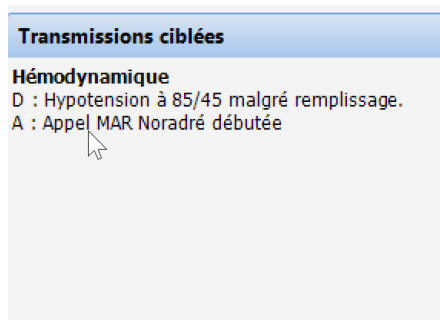 Transmissions ciblées
Hémodynamique
D : Hypotension à 85/45 malgré remplissage.
A : Appel MAR Noradré débutée